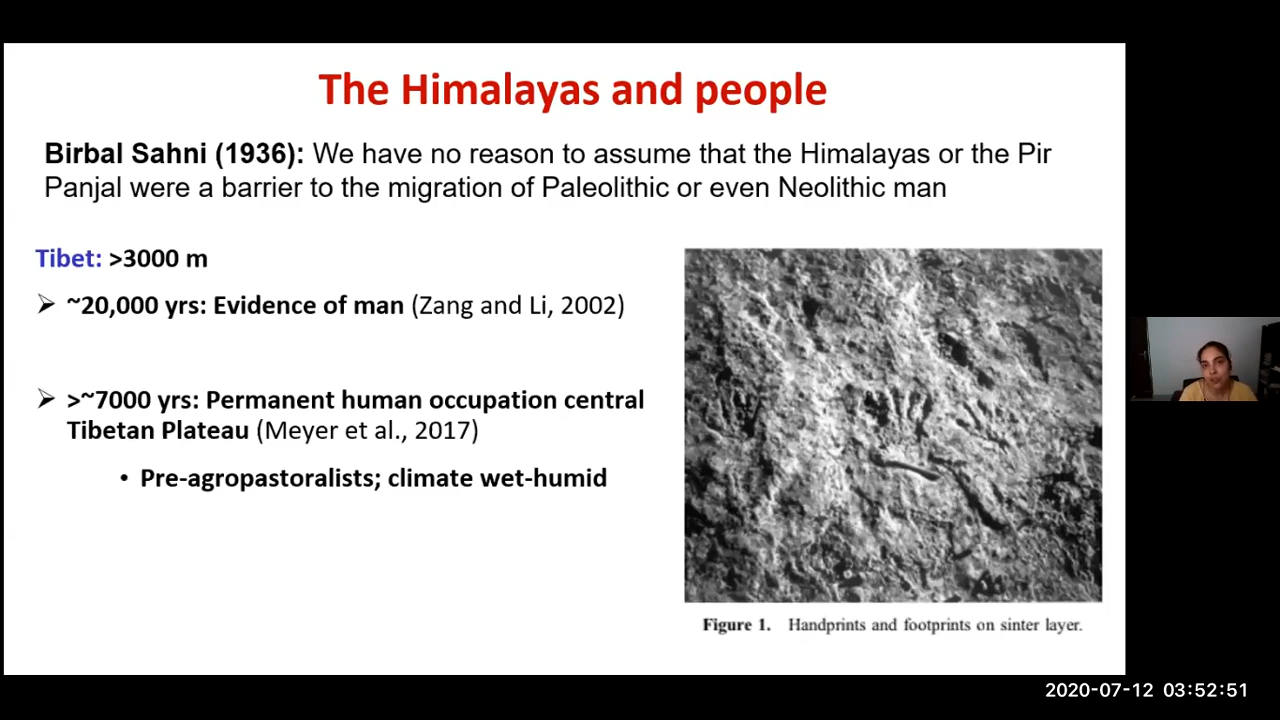 The Himalayas and people
Birbal Sahni (1936): We have no reason to assume that the Himalayas or the Pir
Panjal were a barrier to the migration of Paleolithic or even Neolithic man
Tibet: >3000 m
➢ ~20,000 yrs: Evidence of man (Zang and Li, 2002)
➢ >~7000 yrs: Permanent human occupation central
Tibetan Plateau (Meyer et al., 2017)
• Pre-agropastoralists; climate wet-humid
Figure 1. Handprints and footprints on sinter layer.
2020-07-12 03:52:51